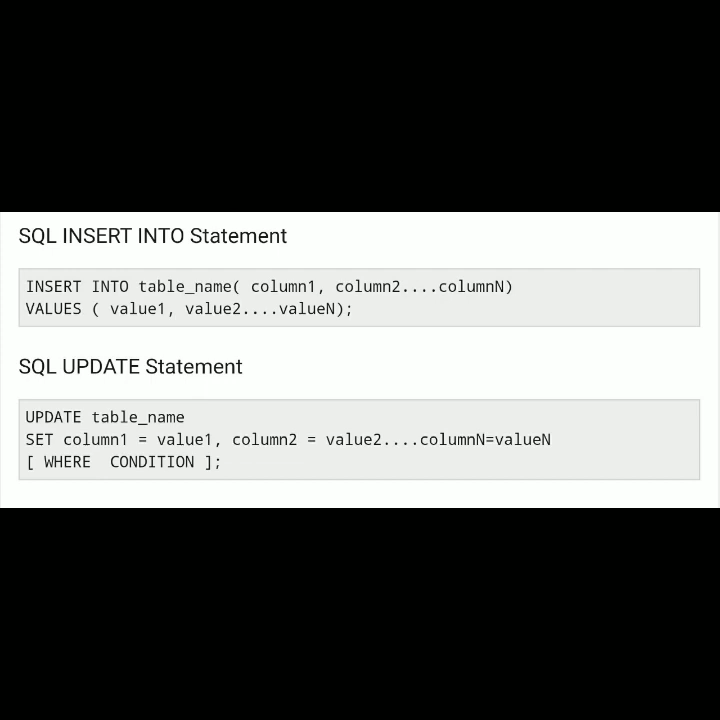 SQL INSERT INTO Statement
INSERT INTO table_name( column1, column2....columnN)
VALUES ( value1, value2....valueN);
SQL UPDATE Statement
UPDATE table_name
SET column1 = value1, column2 = value2....columnN=valueN
[ WHERE  CONDITION ];